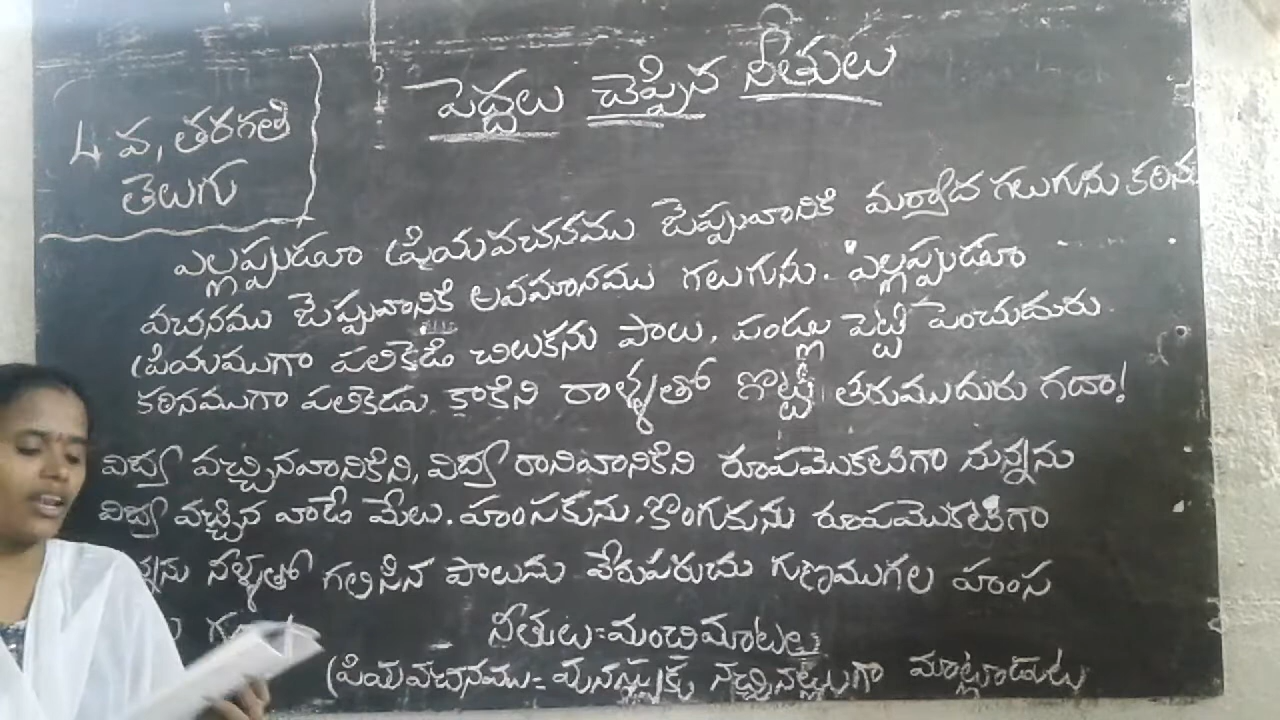 పెద్దలు చెప్పిన నీతులు
4 వ, తరగతి
తెలుగు
ఎల్లప్పుడూ ప్రియవచనము జెప్పువానికి మర్యాద గలుగును కఠిన
వచనము జెప్పువానికి అవమానము గలుగును. ఎల్లప్పుడూ
ప్రియముగా పలికెడి చిలుకను పాలు, పండ్లు పెట్టి పెంచుదురు
కఠినముగా పలికెడు కాకిని రాళ్ళతో గొట్టి తరుముదురు గదా!
విద్య వచ్చినవానికిని, విద్య రానివానికిని రూపమొకటిగా నున్నను
విద్య వచ్చిన వాడే మేలు. హంసకును, కొంగుకును రూపమొకటిగా
న్నను నీళ్ళతో గలిసిన పాలును వేరుపరుచు గుణముగల హంస
నీతులు=మంచిమాటలు
ప్రియవచనము= మనస్సుకు నచ్చినట్లుగా మాట్లాడుట